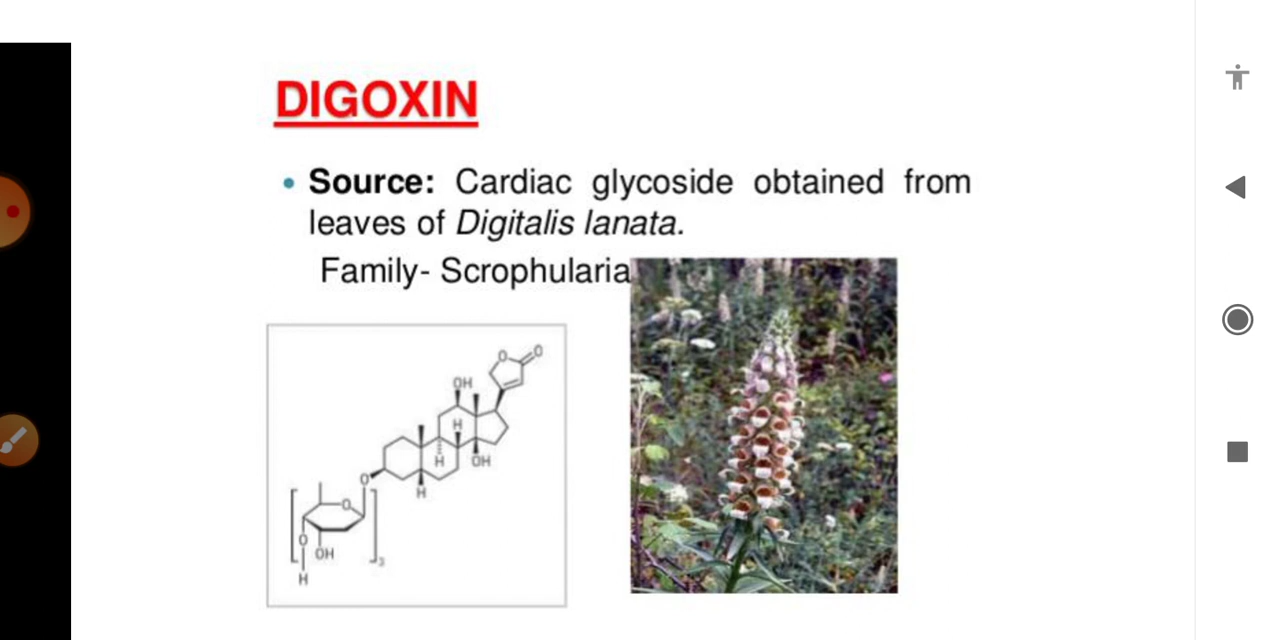 DIGOXIN
• Source: Cardiac glycoside obtained from
leaves of Digitalis lanata.
Family- Scrophularia
O
O
OH
H
H
OH
O
H
O
O
OH
3
H